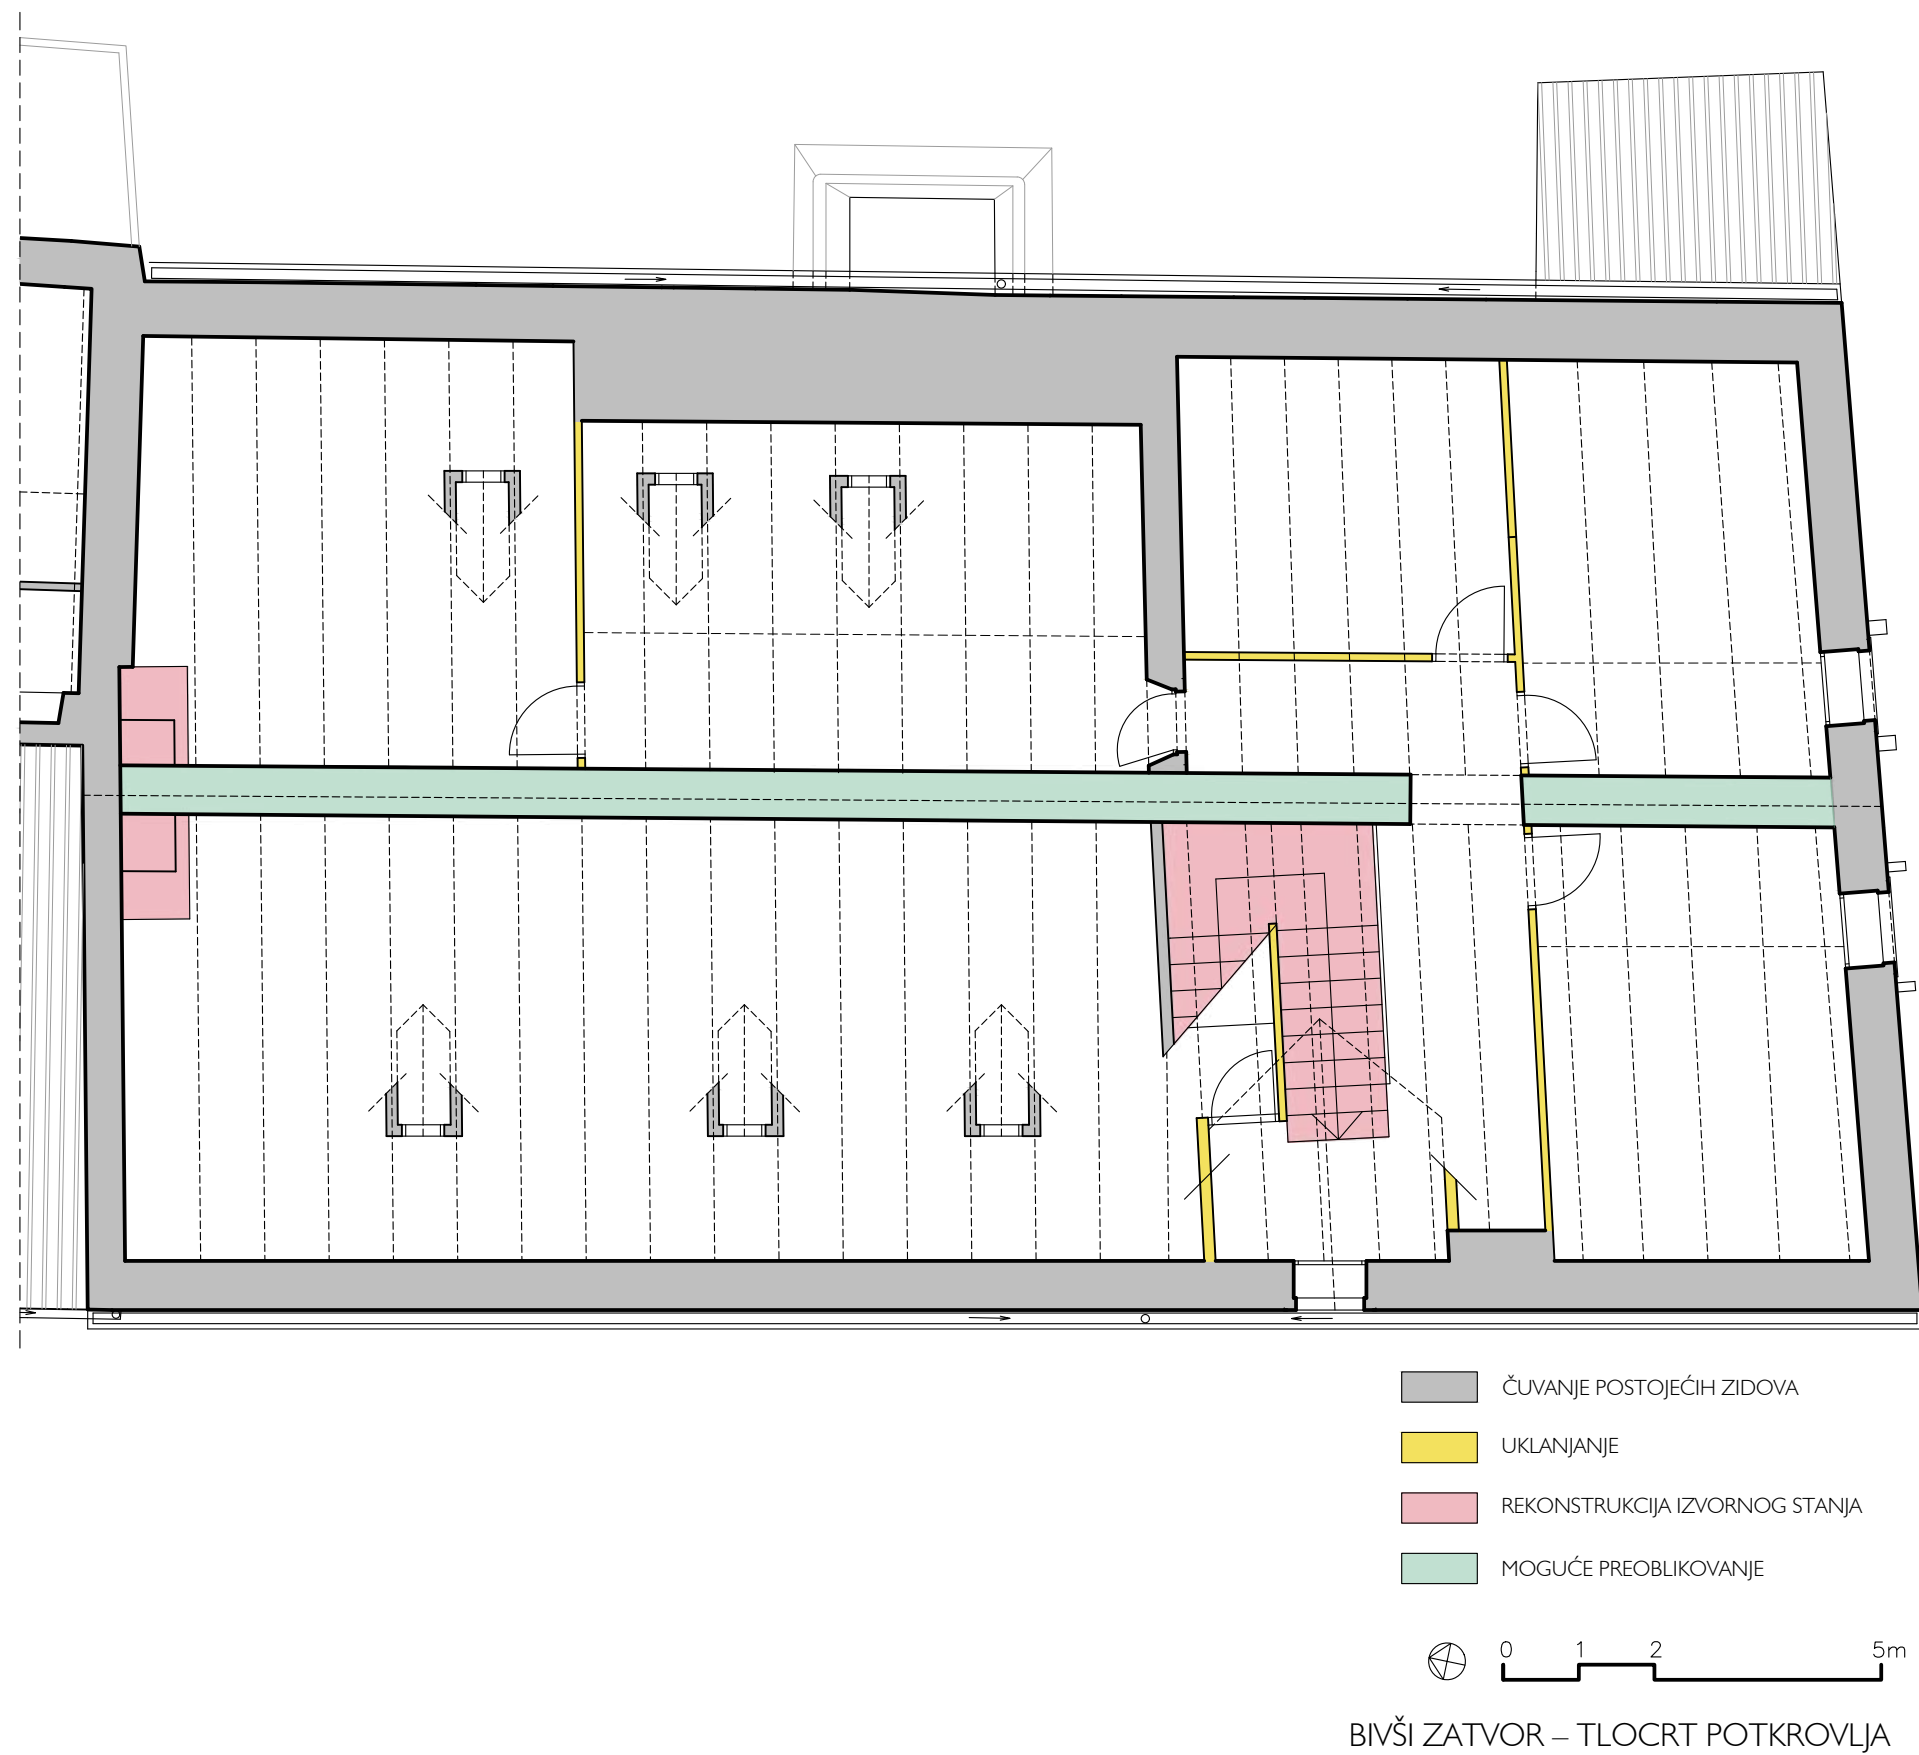 ČUVANJE POSTOJEĆIH ZIDOVA
UKLANJANJE
REKONSTRUKCIJA IZVORNOG STANJA
MOGUĆE PREOBLIKOVANJE
0 1 2 5m
BIVŠI ZATVOR – TLOCRT POTKROVLJA